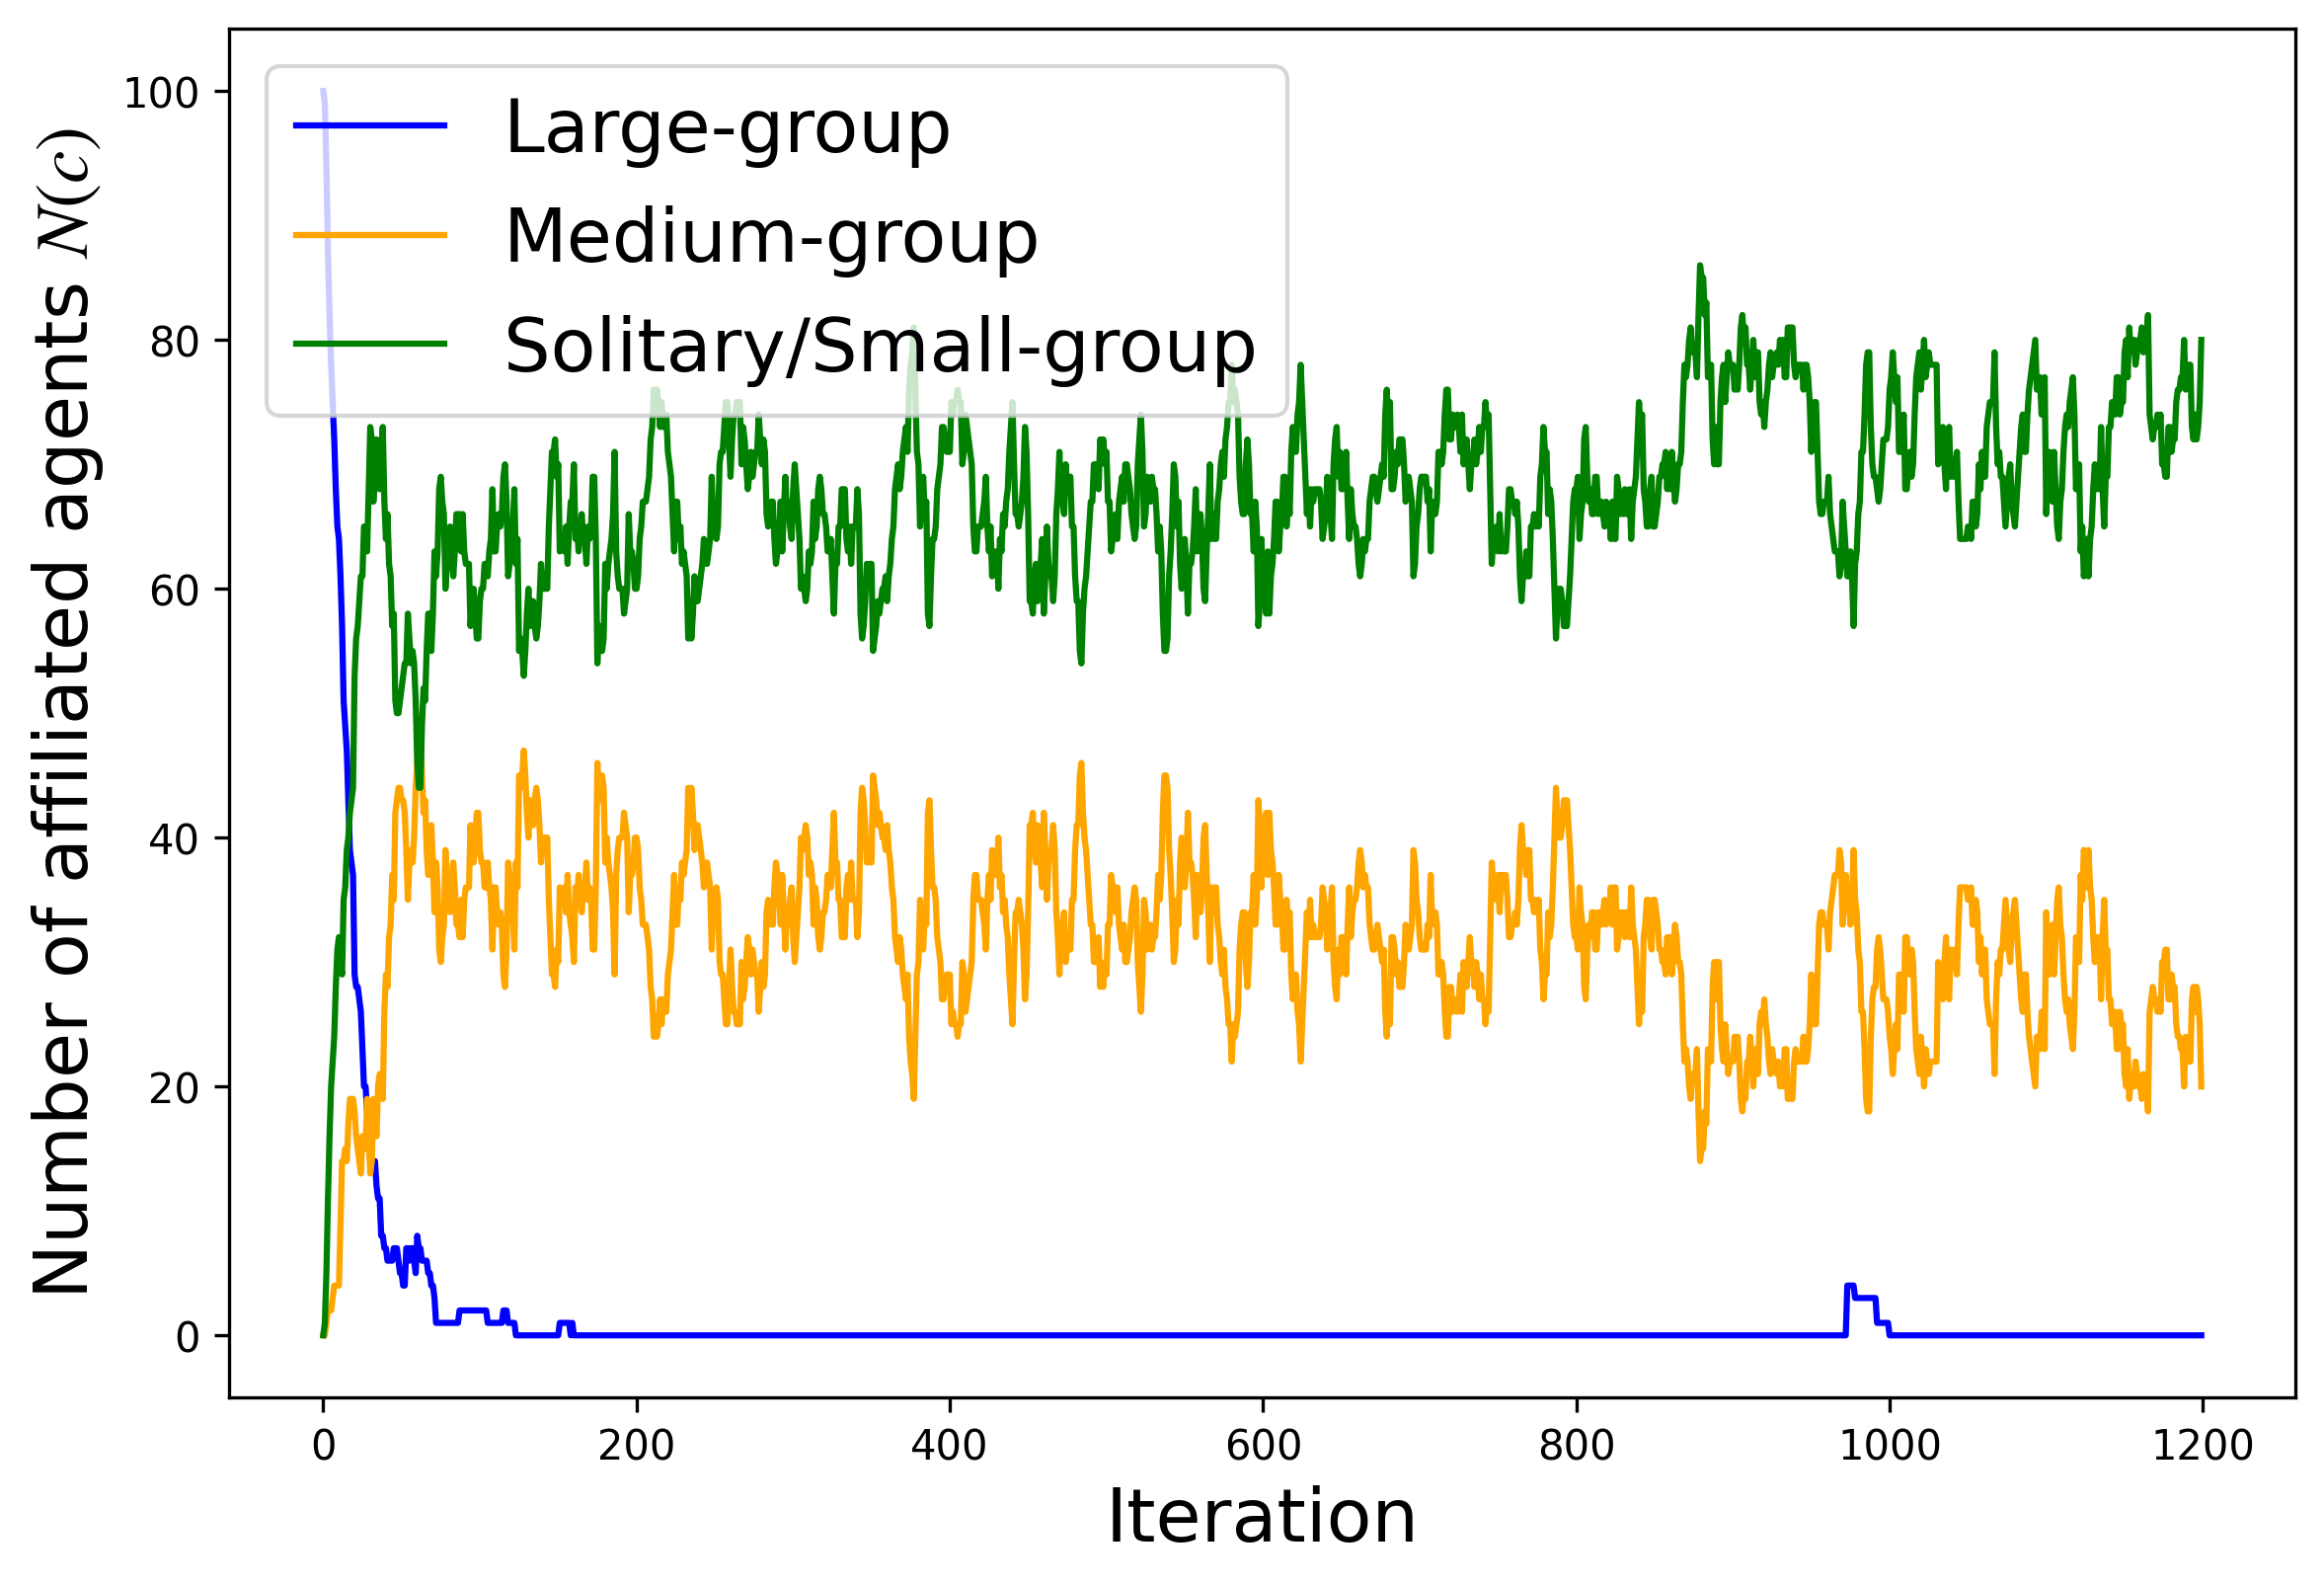 Number of affiliated agents N(c)
100
80
60
40
20
0
Large-group
Medium-group
Solitary/Small-group
0 200 400 600 800 1000 1200
Iteration